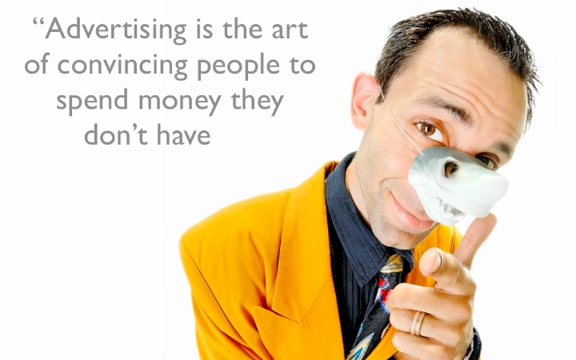 “Advertising is the art
of convincing people to
spend money they
don’t have